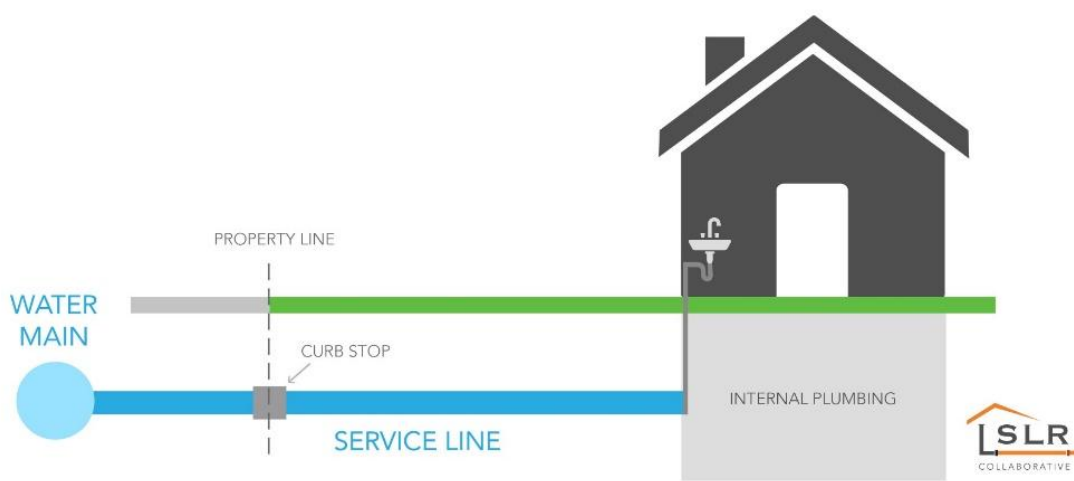 PROPERTY LINE
WATER
MAIN
CURB STOP
SERVICE LINE
INTERNAL PLUMBING
LSLR
COLLABORATIVE